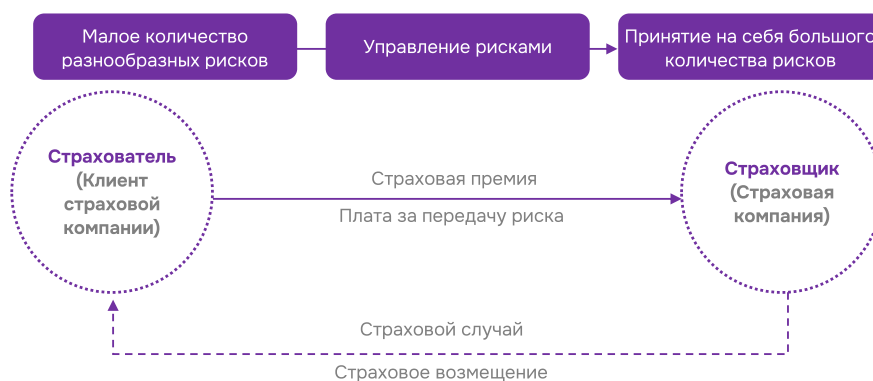 Малое количество
разнообразных рисков
Управление рисками
Принятие на себя большого
количества рисков
Страхователь
(Клиент
страховой
компании)
Страховая премия
Плата за передачу риска
Страховщик
(Страховая
компания)
Страховой случай
Страховое возмещение